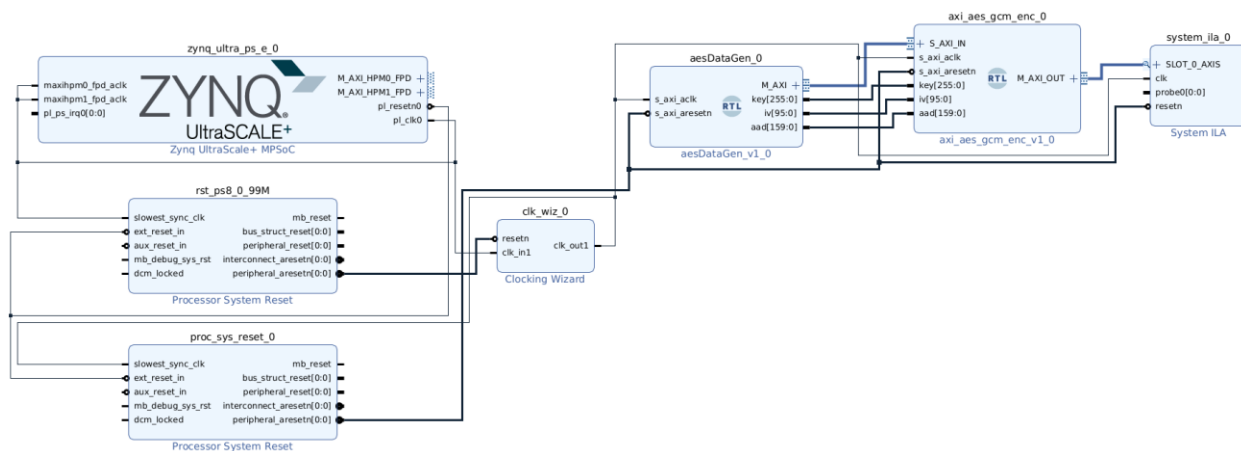 zynq_ultra_ps_e_0
maxihpm0_fpd_aclk
maxihpm1_fpd_aclk
pl_ps_irq0[0:0]
ZYNQ
UltraSCALE+
M_AXI_HPM0_FPD
M_AXI_HPM1_FPD
pl_resetn0
pl_clk0
Zynq UltraScale+ MPSoC
rst_ps8_0_99M
slowest_sync_clk
ext_reset_in
aux_reset_in
mb_debug_sys_rst
dcm_locked
mb_reset
bus_struct_reset[0:0]
peripheral_reset[0:0]
interconnect_aresetn[0:0]
peripheral_aresetn[0:0]
Processor System Reset
proc_sys_reset_0
slowest_sync_clk
ext_reset_in
aux_reset_in
mb_debug_sys_rst
dcm_locked
mb_reset
bus_struct_reset[0:0]
peripheral_reset[0:0]
interconnect_aresetn[0:0]
peripheral_aresetn[0:0]
Processor System Reset
clk_wiz_0
resetn
clk_in1
clk_out1
Clocking Wizard
aesDataGen_0
s_axi_aclk
s_axi_aresetn
RTL
M_AXI
key[255:0]
iv[95:0]
aad[159:0]
aesDataGen_v1_0
axi_aes_gcm_enc_0
S_AXI_IN
s_axi_aclk
s_axi_aresetn
key[255:0]
iv[95:0]
aad[159:0]
RTL
M_AXI_OUT
axi_aes_gcm_enc_v1_0
system_ila_0
SLOT_0_AXIS
clk
probe0[0:0]
resetn
System ILA